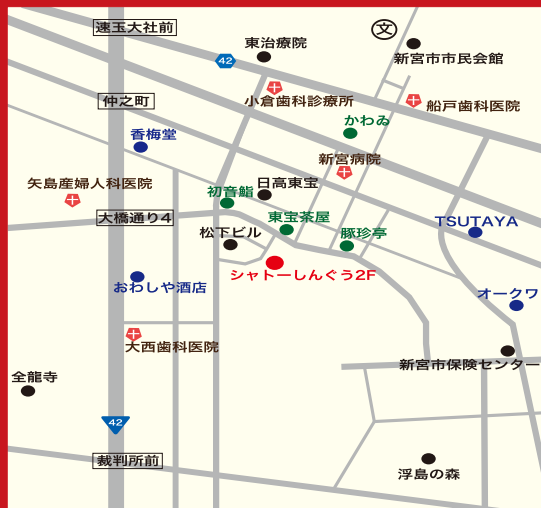 速玉大社前
文
東治療院
42
新宮市市民会館
仲之町
小倉歯科診療所
船戸歯科医院
かわゐ
香梅堂
新宮病院
矢島産婦人科医院
初音鮨
日高東宝
大橋通り4
東宝茶屋
TSUTAYA
松下ビル
豚珍亭
シャトーしんぐう2F
おわしや酒店
オークワ
大西歯科医院
新宮市保険センター
全龍寺
42
裁判所前
浮島の森